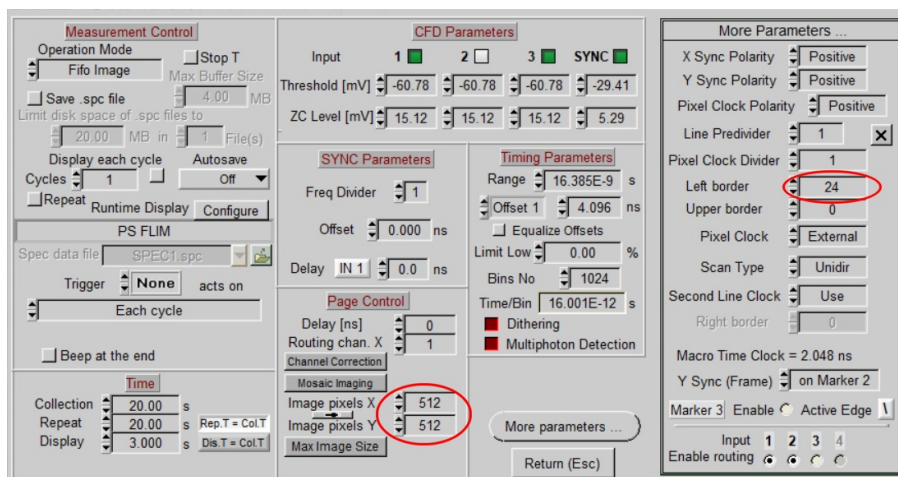 Measurement Control
Operation Mode
Fifo Image
Stop T
Max Buffer Size
4.00 MB
Save .spc file
Limit disk space of .spc files to
20.00 MB in 1 File(s)
Display each cycle Autosave
Cycles 1 Off
Repeat
Runtime Display Configure
PS FLIM
Spec data file SPEC1.spc
Trigger None acts on
Each cycle
Beep at the end
Time
Collection 20.00 s
Repeat 20.00 s Rep.T = Col.T
Display 3.000 s Dis.T = Col.T
CFD Parameters
Input 1 2 3 SYNC
Threshold [mV] -60.78 -60.78 -60.78 -29.41
ZC Level [mV] 15.12 15.12 15.12 5.29
SYNC Parameters
Freq Divider 1
Offset 0.000 ns
Delay IN 1 0.0 ns
Page Control
Delay [ns] 0
Routing chan. X 1
Channel Correction
Mosaic Imaging
Image pixels X 512
Image pixels Y 512
Max Image Size
Timing Parameters
Range 16.385E-9 s
Offset 1 4.096 ns
Equalize Offsets
Limit Low 0.00 %
Bins No 1024
Time/Bin 16.001E-12 s
Dithering
Multiphoton Detection
More parameters ...
Return (Esc)
More Parameters ...
X Sync Polarity Positive
Y Sync Polarity Positive
Pixel Clock Polarity Positive
Line Predivider 1 X
Pixel Clock Divider 1
Left border 24
Upper border 0
Pixel Clock External
Scan Type Unidir
Second Line Clock Use
Right border 0
Macro Time Clock = 2.048 ns
Y Sync (Frame) on Marker 2
Marker 3 Enable Active Edge \
Input 1 2 3 4
Enable routing